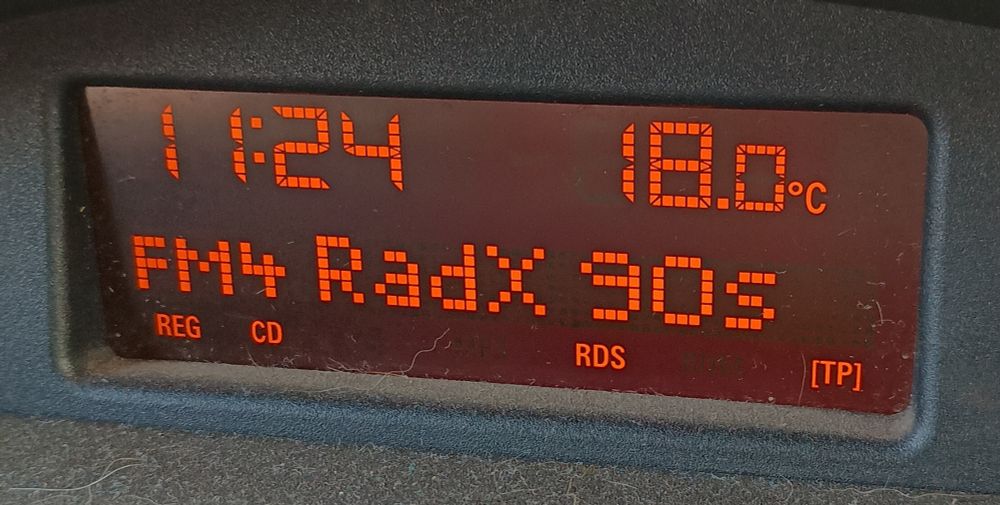 11:24 18.0°C
FM4 RadX 90s
REG CD RDS [TP]